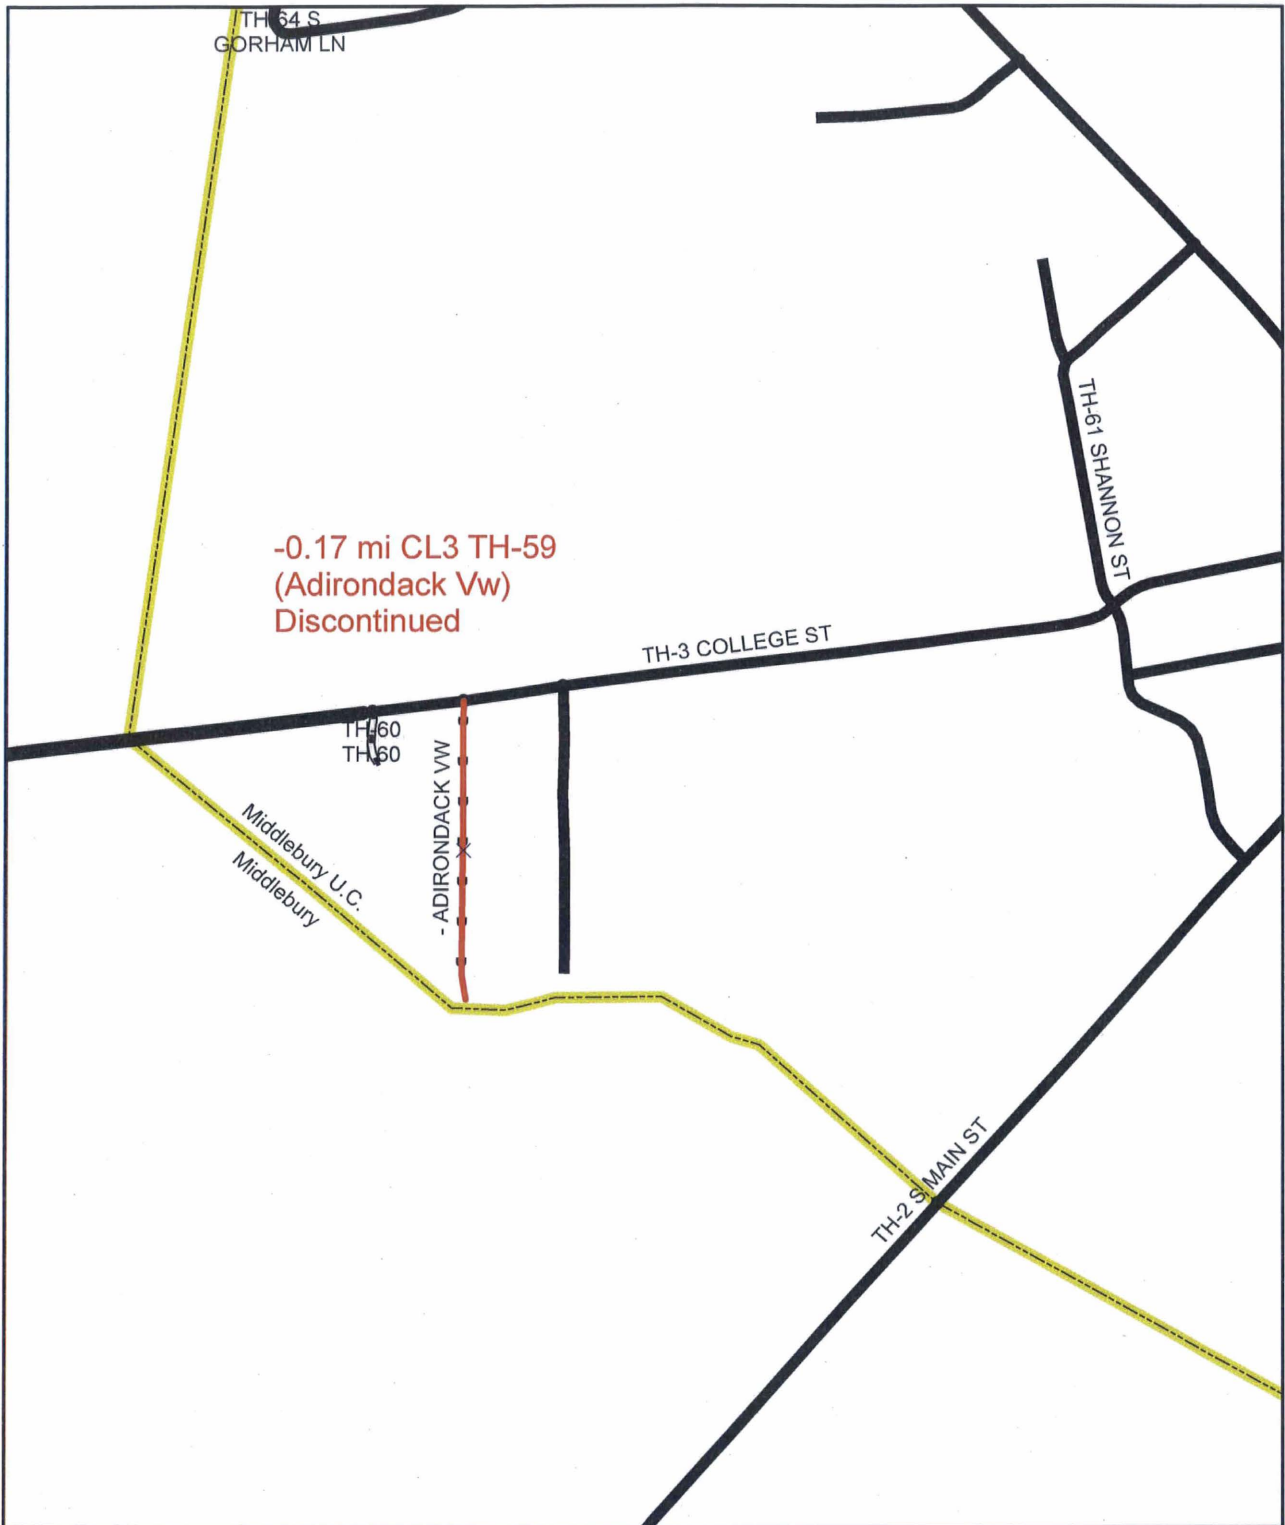 TH-64 S
GORHAM LN
TH-61 SHANNON ST
-0.17 mi CL3 TH-59
(Adirondack Vw)
Discontinued
TH-3 COLLEGE ST
TH-60
TH-60
- ADIRONDACK VW
Middlebury U.C.
Middlebury
TH-2 S MAIN ST